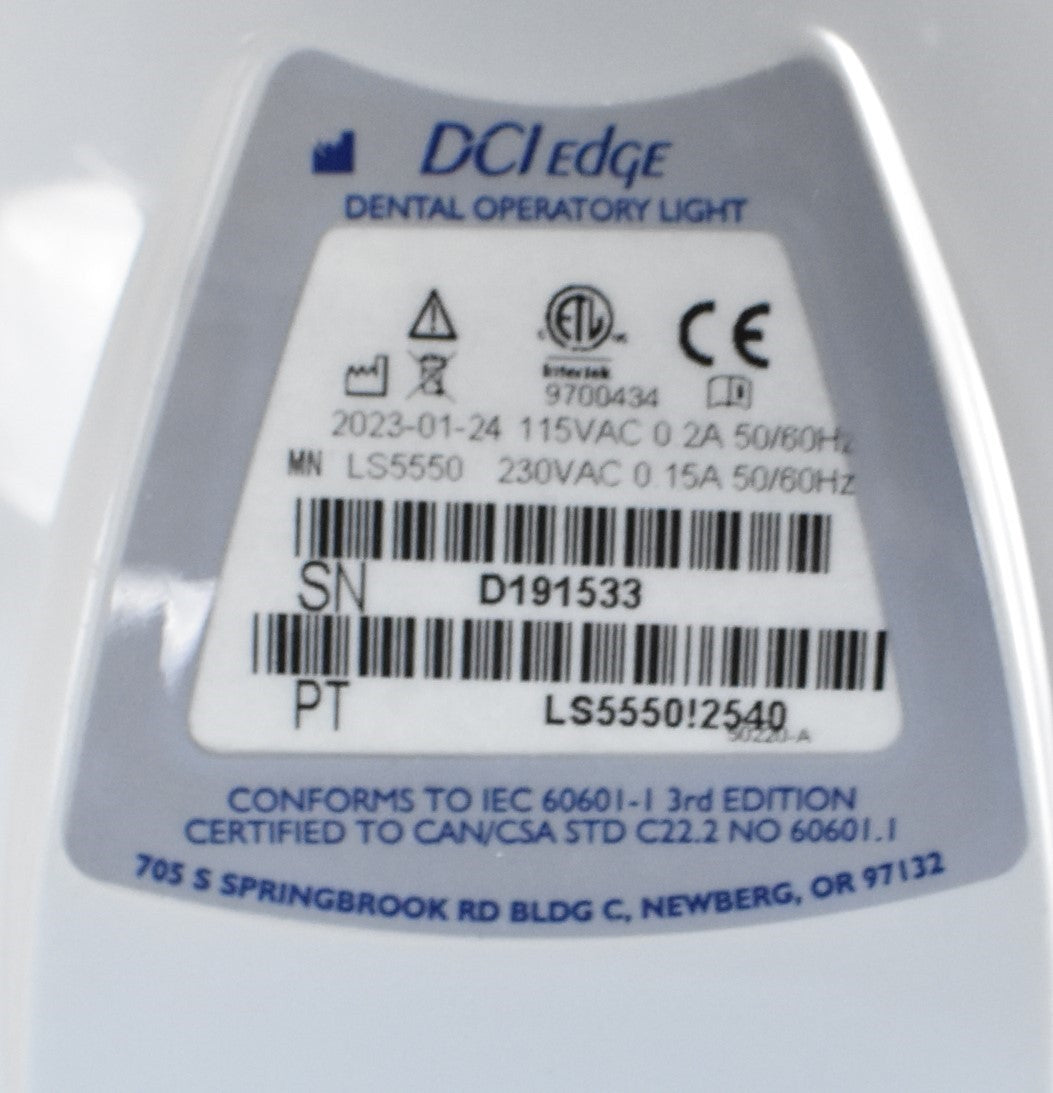 DCI EdgE
DENTAL OPERATORY LIGHT
ETL
Intertek
9700434
2023-01-24 115VAC 0.2A 50/60Hz
MN LS5550 230VAC 0.15A 50/60Hz
SN D191533
PT LS5550!2540
50220-A
CONFORMS TO IEC 60601-1 3rd EDITION
CERTIFIED TO CAN/CSA STD C22.2 NO 60601.1
705 S SPRINGBROOK RD BLDG C, NEWBERG, OR 97132